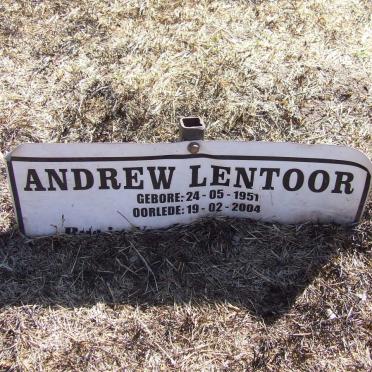 ANDREW LENTOOR
GEBORE: 24 - 05 - 1951
OORLEDE: 19 - 02 - 2004